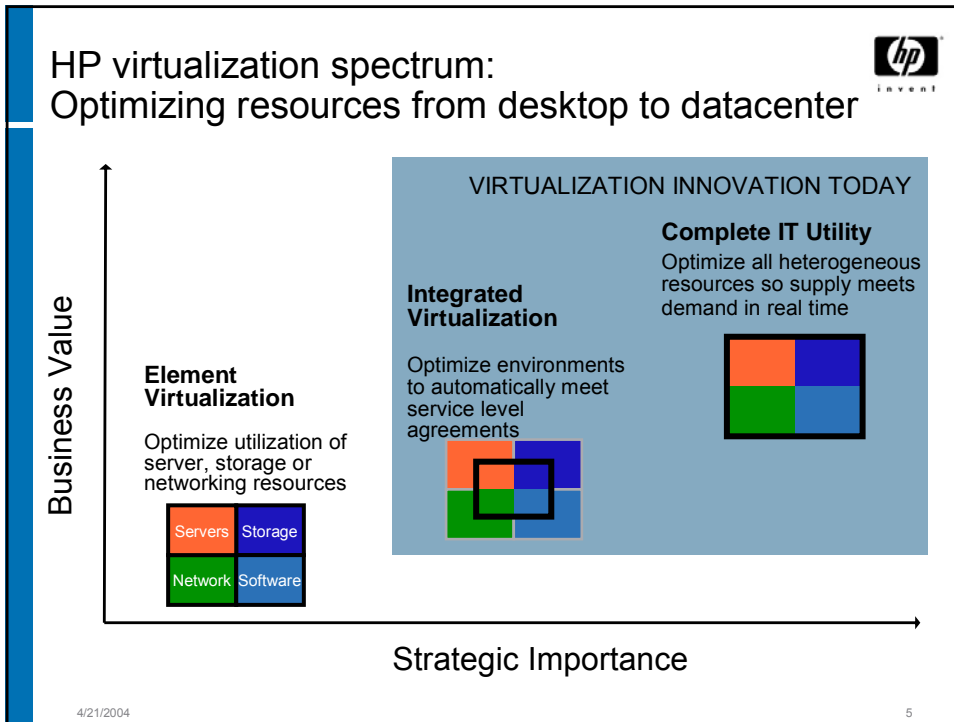 HP virtualization spectrum:
Optimizing resources from desktop to datacenter
hp
invent
VIRTUALIZATION INNOVATION TODAY
Complete IT Utility
Optimize all heterogeneous
resources so supply meets
demand in real time
Integrated
Virtualization
Optimize environments
to automatically meet
service level
agreements
Element
Virtualization
Optimize utilization of
server, storage or
networking resources
Servers Storage
Network Software
Business Value
Strategic Importance
4/21/2004
5